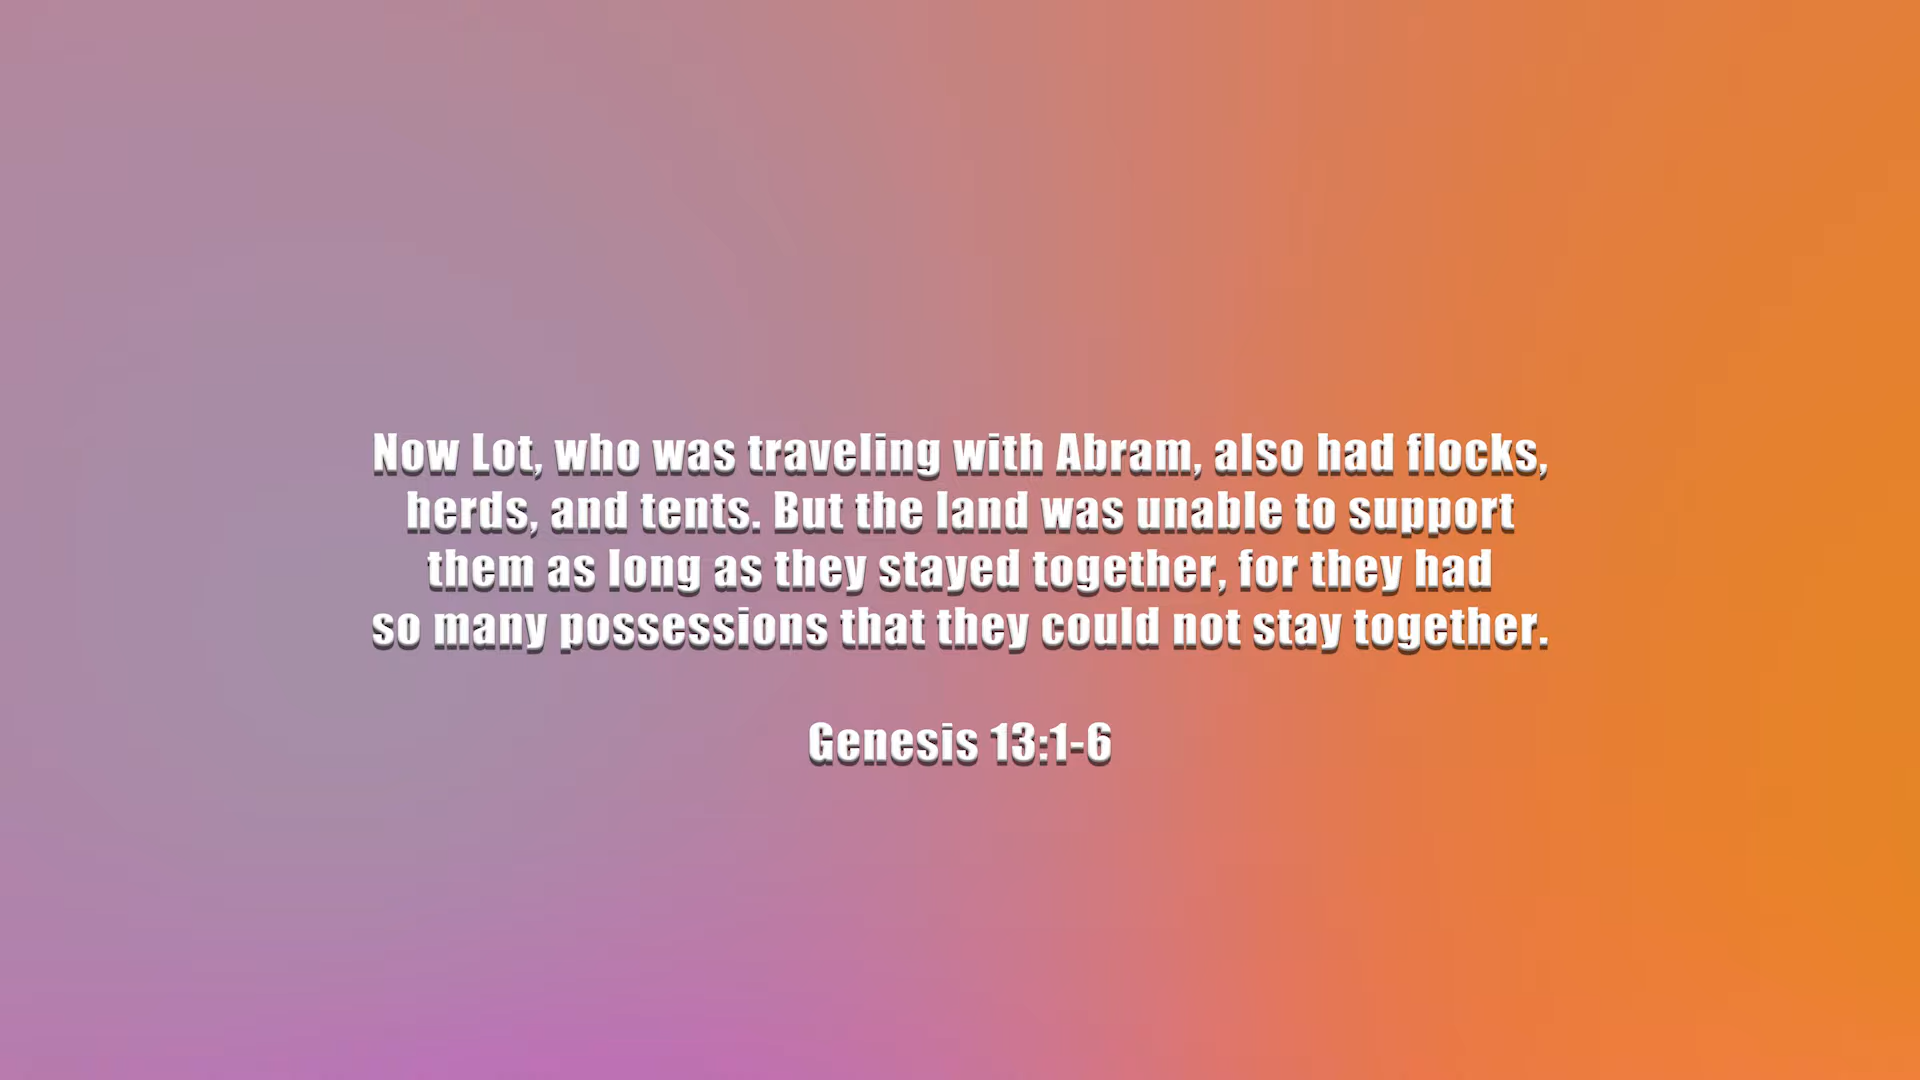 Now Lot, who was traveling with Abram, also had flocks,
herds, and tents. But the land was unable to support
them as long as they stayed together, for they had
so many possessions that they could not stay together.
Genesis 13:1-6